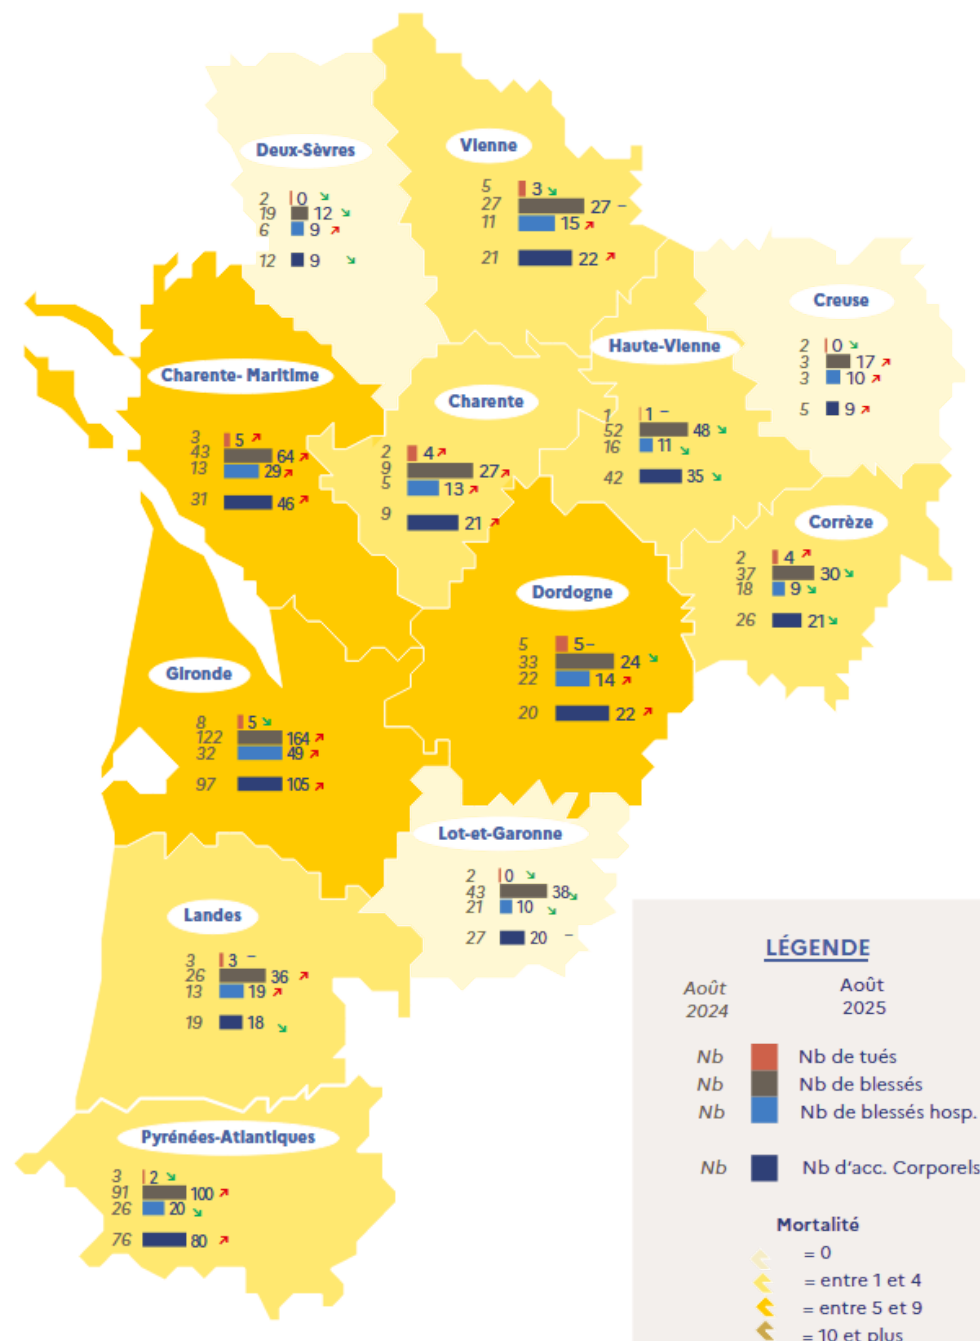 Deux-Sèvres
2 0
19 12
6 9
12 9
Vienne
5 3
27 27 –
11 15
21 22
Creuse
2 0
3 17
3 10
5 9
Haute-Vienne
1 1 –
52 48
16 11
42 35
Charente- Maritime
3 5
43 64
13 29
31 46
Charente
2 4
9 27
5 13
9 21
Corrèze
2 4
37 30
18 9
26 21
Dordogne
5 5 –
33 24
22 14
20 22
Gironde
8 5
122 164
32 49
97 105
Lot-et-Garonne
2 0
43 38
21 10
27 20 –
Landes
3 3 –
26 36
13 19
19 18
Pyrénées-Atlantiques
3 2
91 100
26 20
76 80
LÉGENDE
Août 2024
Août 2025
Nb Nb de tués
Nb Nb de blessés
Nb Nb de blessés hosp.
Nb Nb d'acc. Corporels
Mortalité
= 0
= entre 1 et 4
= entre 5 et 9
= 10 et plus